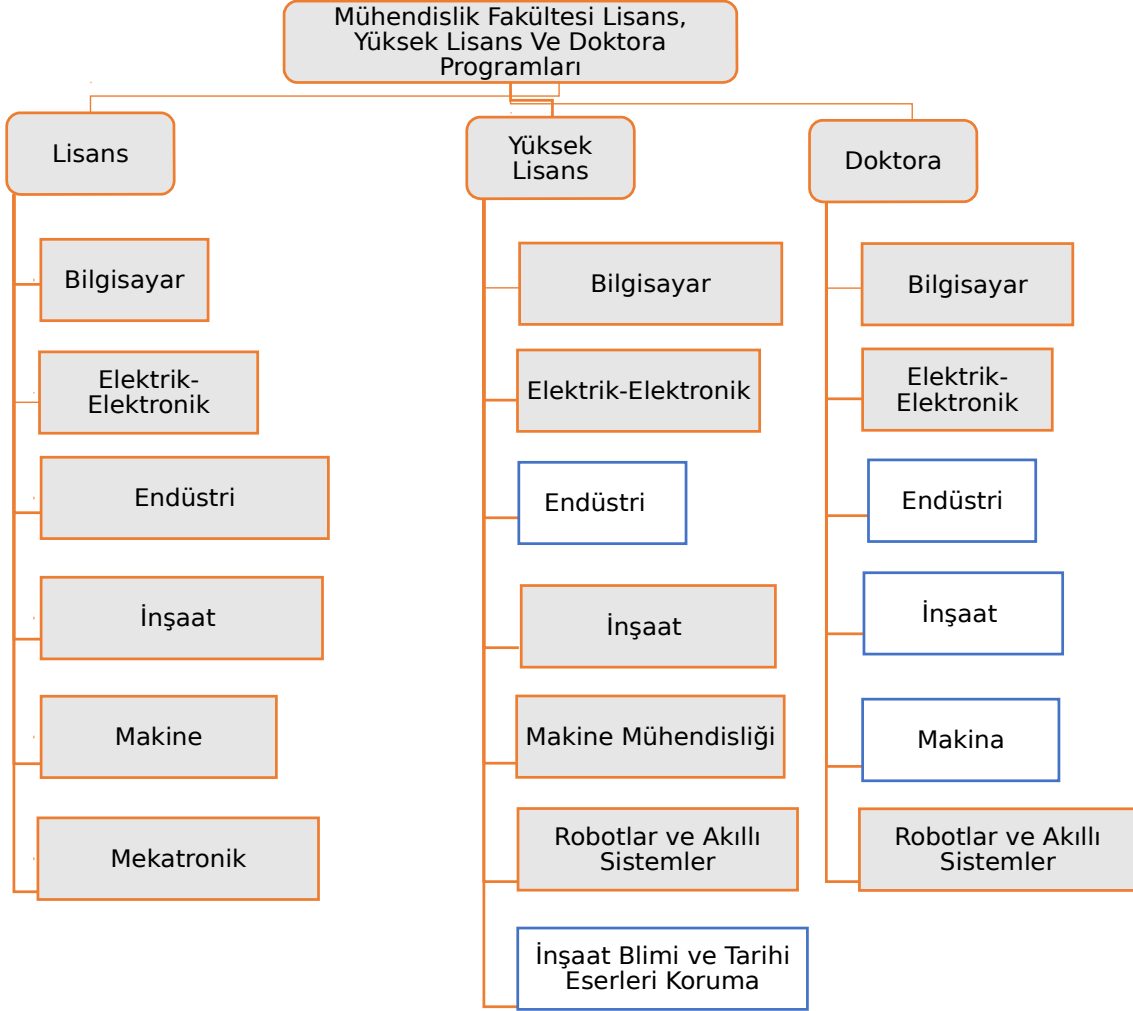 Mühendislik Fakültesi Lisans,
Yüksek Lisans Ve Doktora
Programları
Lisans
Bilgisayar
Elektrik-
Elektronik
Endüstri
İnşaat
Makine
Mekatronik
Yüksek
Lisans
Bilgisayar
Elektrik-Elektronik
Endüstri
İnşaat
Makine Mühendisliği
Robotlar ve Akıllı
Sistemler
İnşaat Blimi ve Tarihi
Eserleri Koruma
Doktora
Bilgisayar
Elektrik-
Elektronik
Endüstri
İnşaat
Makina
Robotlar ve Akıllı
Sistemler